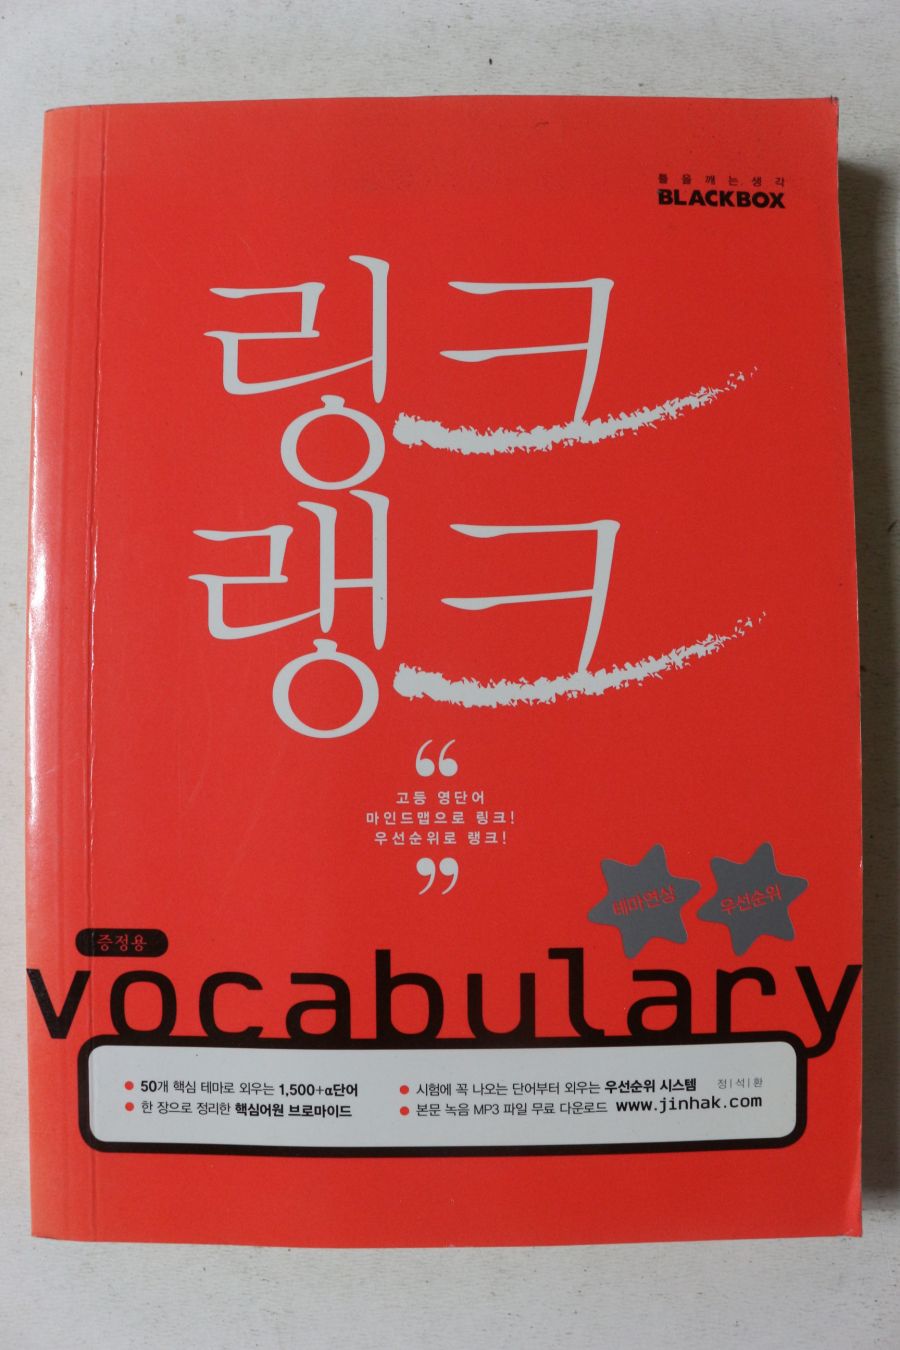 틀을깨는생각
BLACKBOX
링크
랭크
“
고등 영단어
마인드맵으로 링크!
우선순위로 랭크!
”
테마연상
우선순위
증정용
vocabulary
• 50개 핵심 테마로 외우는 1,500+α단어
• 한 장으로 정리한 핵심어원 브로마이드
• 시험에 꼭 나오는 단어부터 외우는 우선순위 시스템
정|석|환
• 본문 녹음 MP3 파일 무료 다운로드 www.jinhak.com